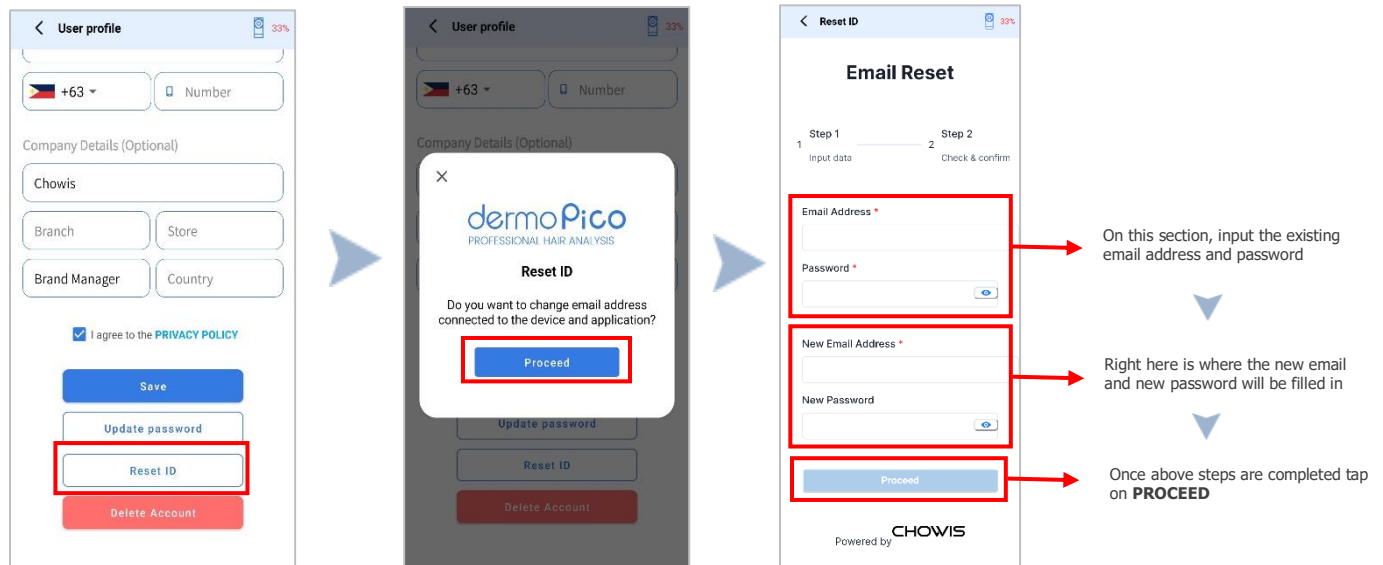 User profile
33%
+63
Number
Company Details (Optional)
Chowis
Branch
Store
Brand Manager
Country
I agree to the PRIVACY POLICY
Save
Update password
Reset ID
Delete Account
User profile
33%
+63
Number
Company Details (Optional)
dermoPico
PROFESSIONAL HAIR ANALYSIS
Reset ID
Do you want to change email address
connected to the device and application?
Proceed
Update password
Reset ID
Delete Account
Reset ID
33%
Email Reset
1 Step 1
Input data
2 Step 2
Check & confirm
Email Address *
Password *
New Email Address *
New Password
Proceed
Powered by CHOWIS
On this section, input the existing
email address and password
Right here is where the new email
and new password will be filled in
Once above steps are completed tap
on PROCEED